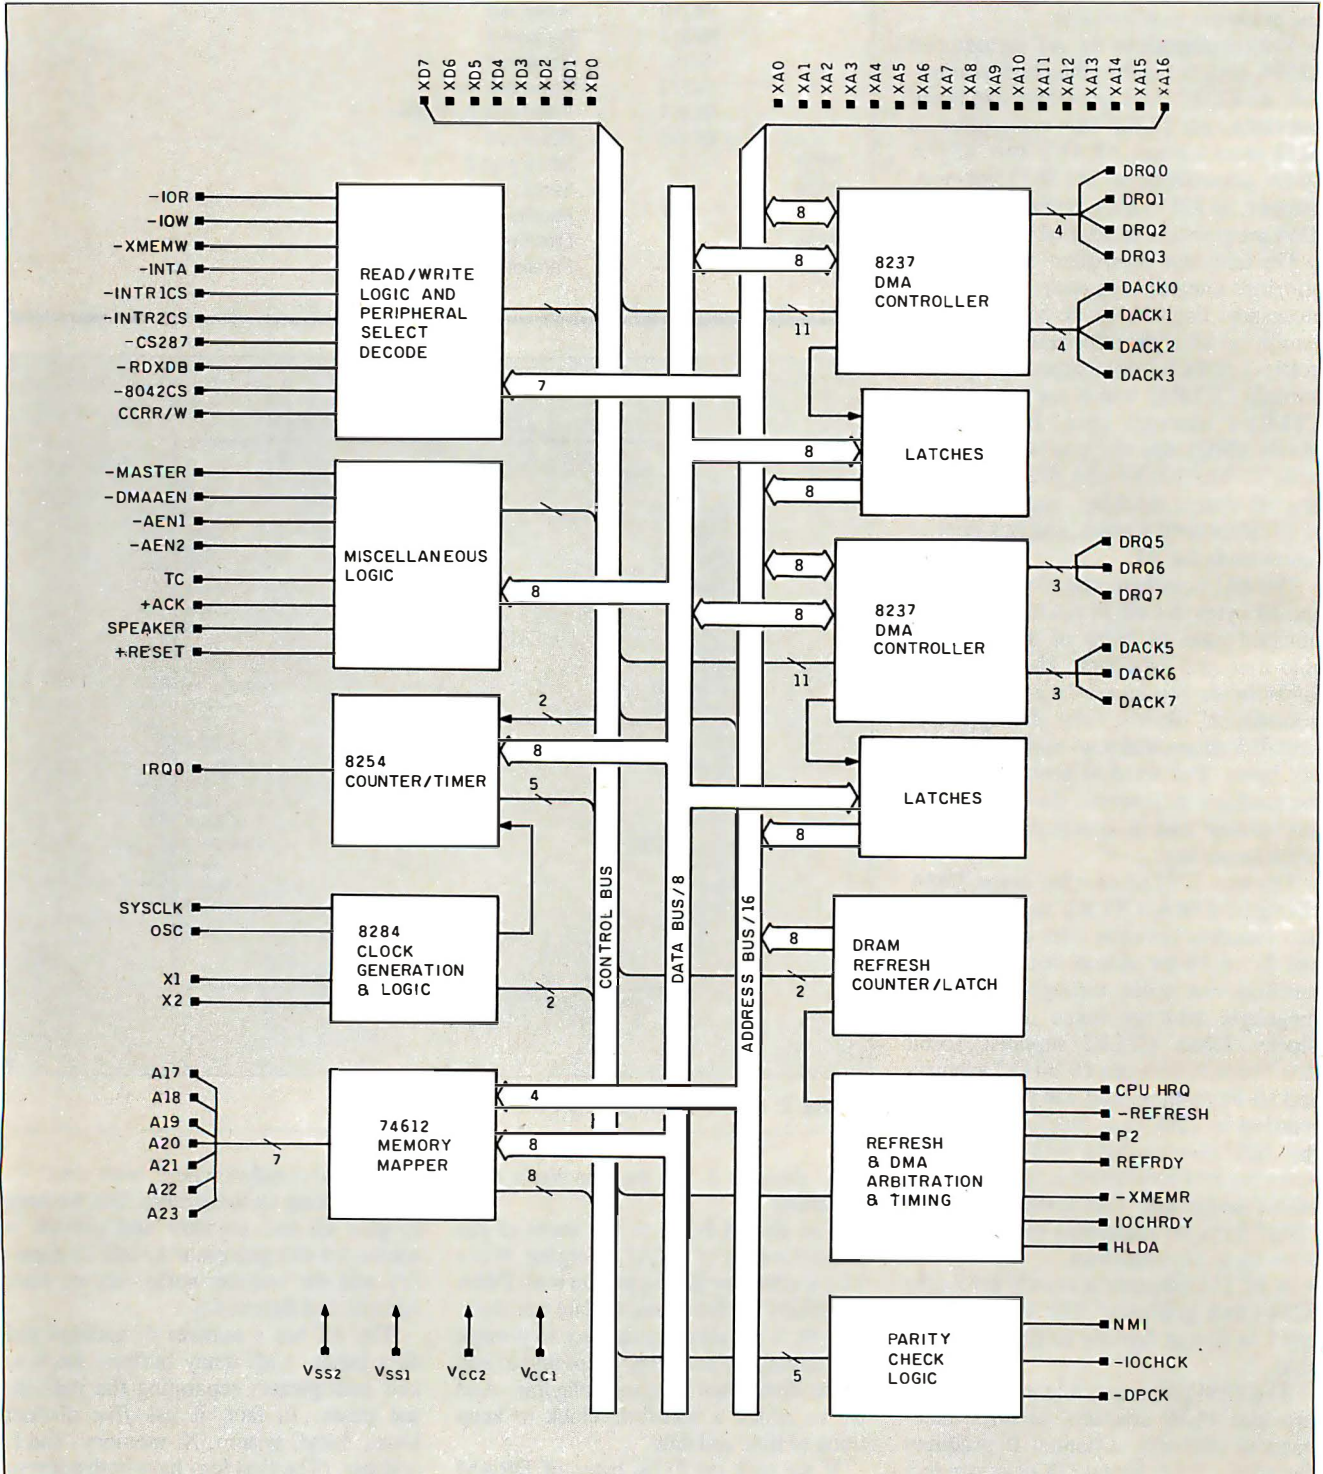 XD7
XD6
XD5
XD4
XD3
XD2
XD1
XD0
XA0
XA1
XA2
XA3
XA4
XA5
XA6
XA7
XA8
XA9
XA10
XA11
XA12
XA13
XA14
XA15
XA16
-IOR
-IOW
-XMEMW
-INTA
-INTR1CS
-INTR2CS
-CS287
-RDXDB
-8042CS
CCRR/W
READ/WRITE
LOGIC AND
PERIPHERAL
SELECT
DECODE
7
8
8
11
8237
DMA
CONTROLLER
4
DRQ0
DRQ1
DRQ2
DRQ3
4
DACK0
DACK1
DACK2
DACK3
8
8
LATCHES
-MASTER
-DMAAEN
-AEN1
-AEN2
TC
+ACK
SPEAKER
+RESET
MISCELLANEOUS
LOGIC
8
8
8
11
8237
DMA
CONTROLLER
3
DRQ5
DRQ6
DRQ7
3
DACK5
DACK6
DACK7
IRQ0
8254
COUNTER/TIMER
2
8
5
8
LATCHES
SYSCLK
OSC
X1
X2
8284
CLOCK
GENERATION
& LOGIC
2
CONTROL BUS
DATA BUS/8
ADDRESS BUS/16
8
2
DRAM
REFRESH
COUNTER/LATCH
A17
A18
A19
A20
A21
A22
A23
7
74612
MEMORY
MAPPER
4
8
8
REFRESH
& DMA
ARBITRATION
& TIMING
CPU HRQ
-REFRESH
P2
REFRDY
-XMEMR
IOCHRDY
HLDA
VSS2
VSS1
VCC2
VCC1
5
PARITY
CHECK
LOGIC
NMI
-IOCHCK
-DPCK